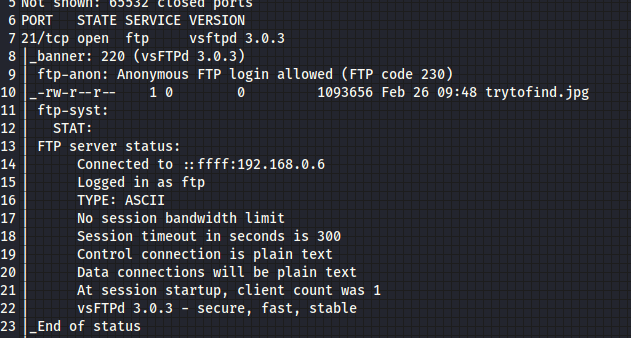 5 Not shown: 65532 closed ports
6 PORT   STATE SERVICE VERSION
7 21/tcp open  ftp     vsftpd 3.0.3
8 |_banner: 220 (vsFTPd 3.0.3)
9 | ftp-anon: Anonymous FTP login allowed (FTP code 230)
10 |_-rw-r--r--    1 0        0         1093656 Feb 26 09:48 trytofind.jpg
11 | ftp-syst:
12 |   STAT:
13 | FTP server status:
14 |      Connected to ::ffff:192.168.0.6
15 |      Logged in as ftp
16 |      TYPE: ASCII
17 |      No session bandwidth limit
18 |      Session timeout in seconds is 300
19 |      Control connection is plain text
20 |      Data connections will be plain text
21 |      At session startup, client count was 1
22 |      vsFTPd 3.0.3 - secure, fast, stable
23 |_End of status